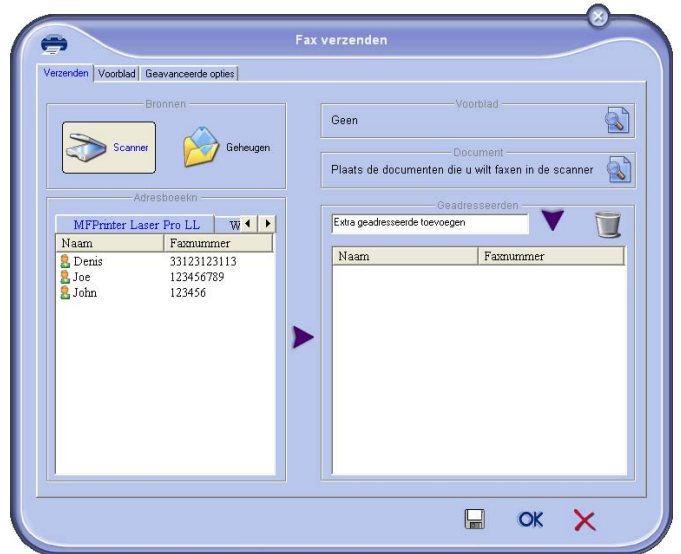 Fax verzenden
Verzenden Voorblad Geavanceerde opties
Bronnen
Scanner Geheugen
Voorblad
Geen
Document
Plaats de documenten die u wilt faxen in de scanner
Adresboeekn
MFPrinter Laser Pro LL W
Naam Faxnummer
Denis 33123123113
Joe 123456789
John 123456
Geadresseerden
Extra geadresseerde toevoegen
Naam Faxnummer
OK